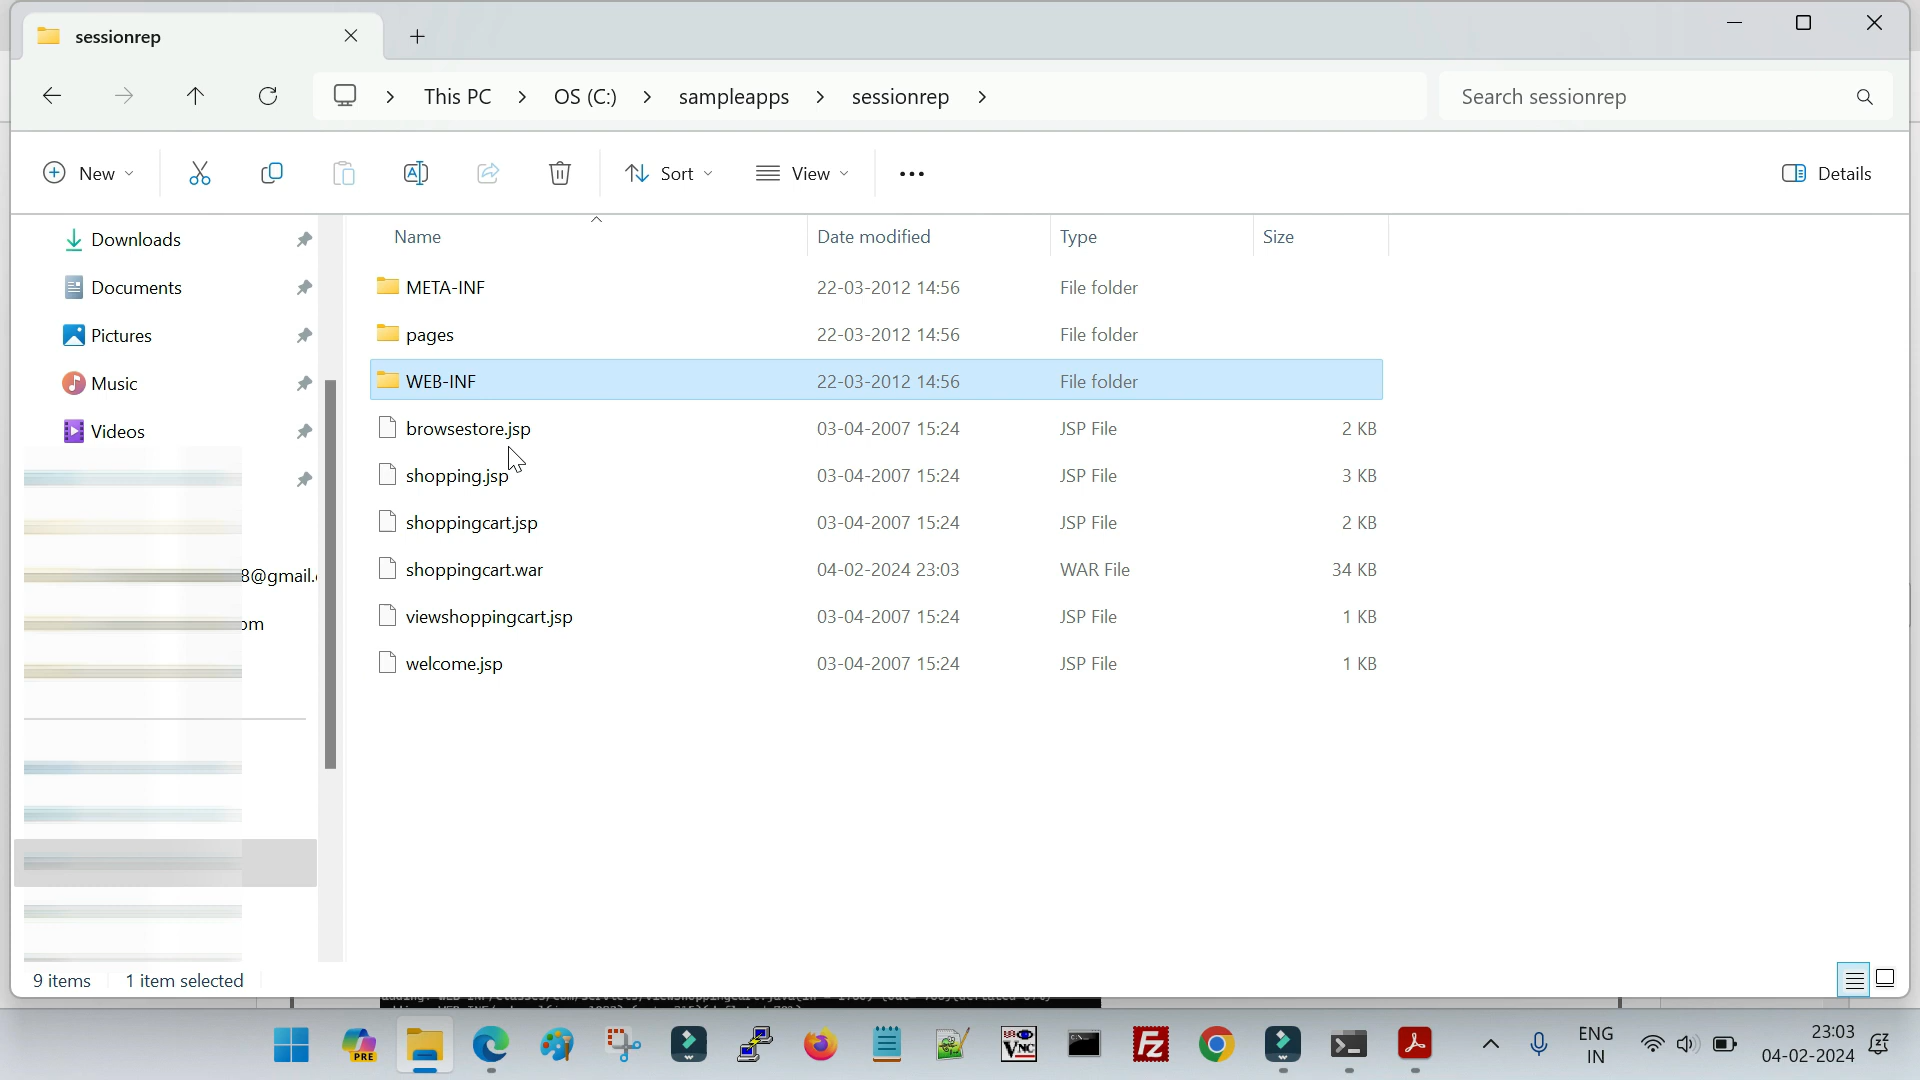 sessionrep
This PC > OS (C:) > sampleapps > sessionrep >
Search sessionrep
New
Sort
View
Details
Downloads
Documents
Pictures
Music
Videos
8@gmail.
om
Name Date modified Type Size
META-INF 22-03-2012 14:56 File folder
pages 22-03-2012 14:56 File folder
WEB-INF 22-03-2012 14:56 File folder
browsestore.jsp 03-04-2007 15:24 JSP File 2 KB
shopping.jsp 03-04-2007 15:24 JSP File 3 KB
shoppingcart.jsp 03-04-2007 15:24 JSP File 2 KB
shoppingcart.war 04-02-2024 23:03 WAR File 34 KB
viewshoppingcart.jsp 03-04-2007 15:24 JSP File 1 KB
welcome.jsp 03-04-2007 15:24 JSP File 1 KB
9 items 1 item selected
PRE
VNC
Fz
ENG
IN
23:03
04-02-2024